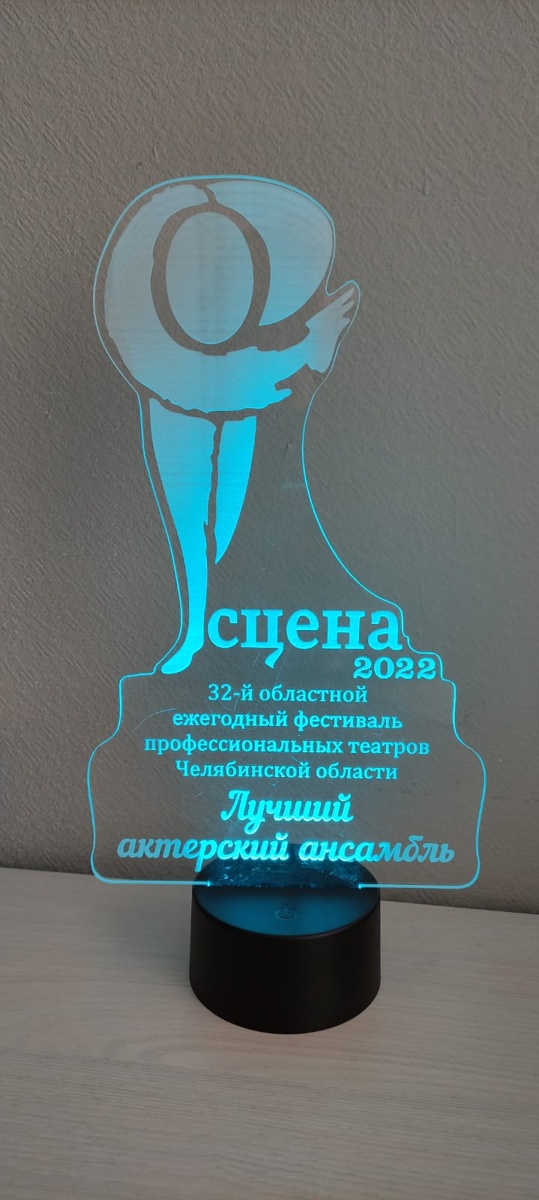 сцена
2022
32-й областной
ежегодный фестиваль
профессиональных театров
Челябинской области
Лучший
актерский ансамбль